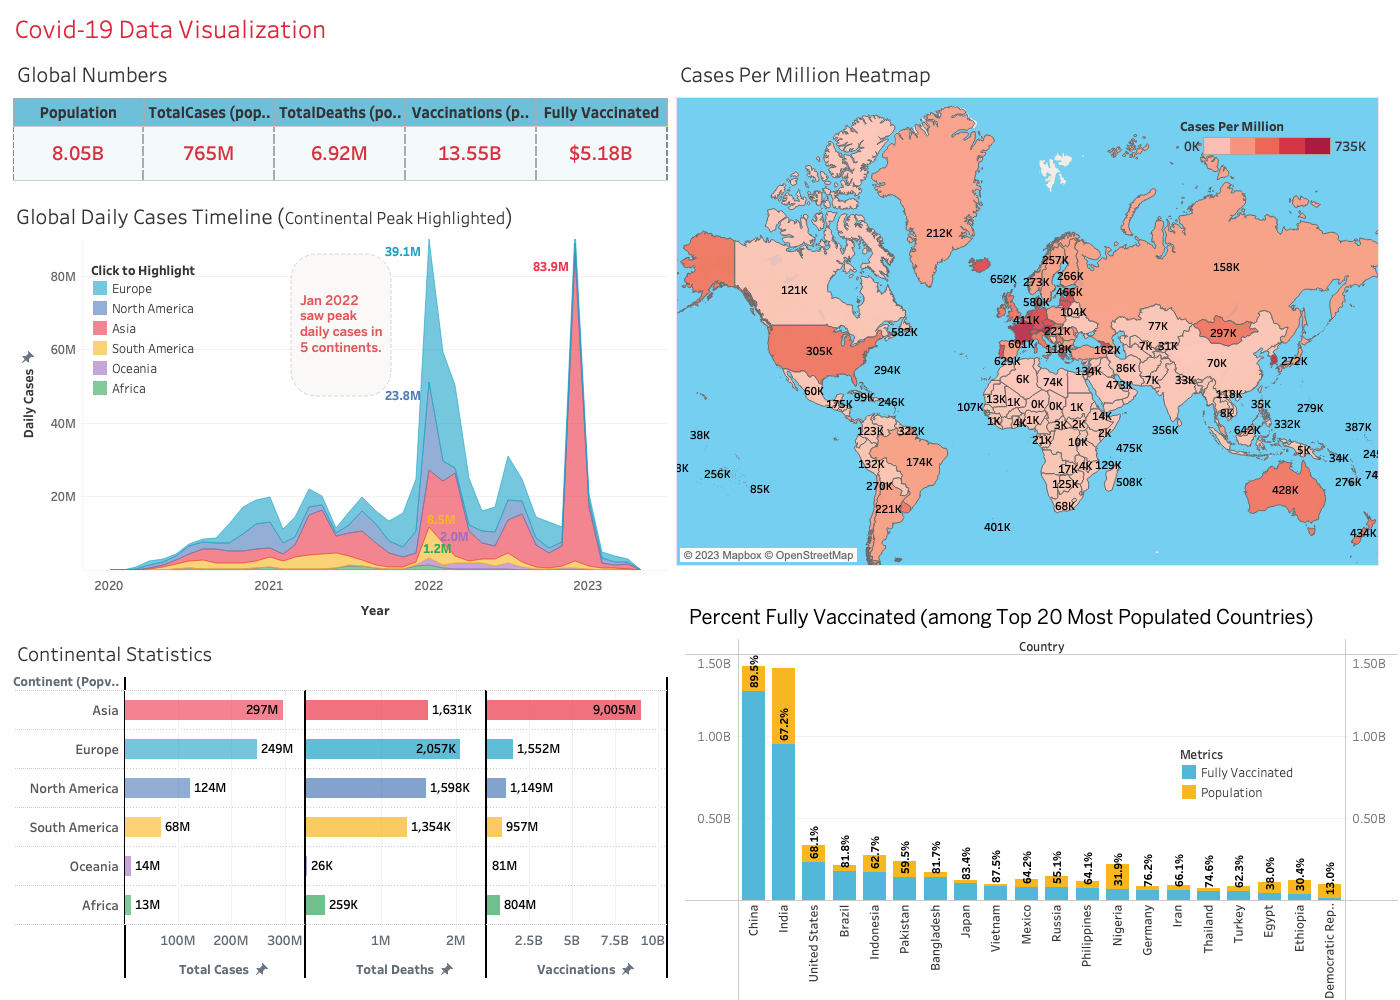 Covid-19 Data Visualization
Global Numbers
Population TotalCases (pop.. TotalDeaths (po.. Vaccinations (p.. Fully Vaccinated
8.05B 765M 6.92M 13.55B $5.18B
Global Daily Cases Timeline (Continental Peak Highlighted)
Daily Cases
80M
60M
40M
20M
Click to Highlight
Europe
North America
Asia
South America
Oceania
Africa
Jan 2022
saw peak
daily cases in
5 continents.
39.1M
83.9M
23.8M
8.5M
2.0M
1.2M
2020 2021 2022 2023
Year
Cases Per Million Heatmap
Cases Per Million
0K 735K
212K
257K
158K
652K 273K 266K
121K
580K 466K
411K 104K
582K
221K
77K
297K
305K
601K 118K 162K
7K 31K
629K
70K
272K
294K
134K 86K
6K 74K
473K 7K 33K
60K
175K 99K 246K
107K 13K 1K 0K 0K 1K
118K 35K 279K
14K
8K
1K 4K 1K 3K 2K 2K
356K
332K 387K
38K
123K 322K
21K 10K
642K
475K
5K 34K 245
8K 256K
132K 174K
17K 4K 129K
276K 74
85K
270K
125K 508K
428K
221K
68K
401K
434K
© 2023 Mapbox © OpenStreetMap
Continental Statistics
Continent (Popv..
Asia 297M 1,631K 9,005M
Europe 249M 2,057K 1,552M
North America 124M 1,598K 1,149M
South America 68M 1,354K 957M
Oceania 14M 26K 81M
Africa 13M 259K 804M
100M 200M 300M 1M 2M 2.5B 5B 7.5B 10B
Total Cases Total Deaths Vaccinations
Percent Fully Vaccinated (among Top 20 Most Populated Countries)
Country
1.50B 1.50B
1.00B 1.00B
0.50B 0.50B
Metrics
Fully Vaccinated
Population
89.5% 67.2% 68.1% 81.8% 62.7% 59.5% 81.7% 83.4% 87.5% 64.2% 55.1% 64.1% 31.9% 76.2% 66.1% 74.6% 62.3% 38.0% 30.4% 13.0%
China India United States Brazil Indonesia Pakistan Bangladesh Japan Vietnam Mexico Russia Philippines Nigeria Germany Iran Thailand Turkey Egypt Ethiopia Democratic Rep..